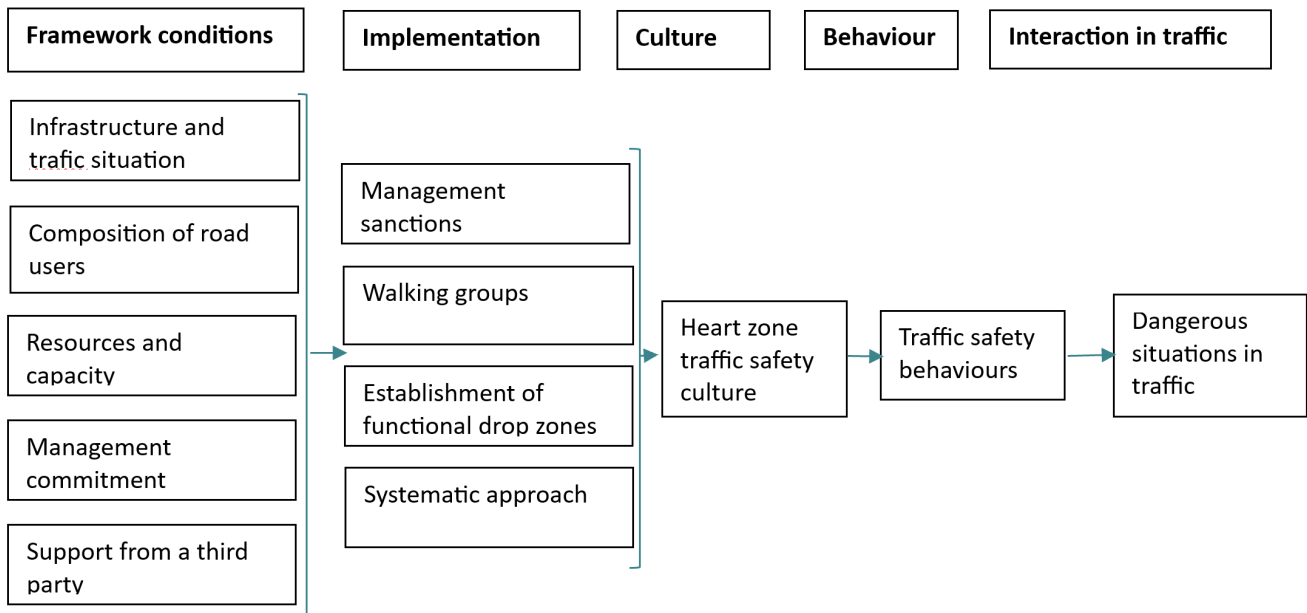 Framework conditions
Implementation
Culture
Behaviour
Interaction in traffic
Infrastructure and
trafic situation
Composition of road
users
Resources and
capacity
Management
commitment
Support from a third
party
Management
sanctions
Walking groups
Establishment of
functional drop zones
Systematic approach
Heart zone
traffic safety
culture
Traffic safety
behaviours
Dangerous
situations in
traffic